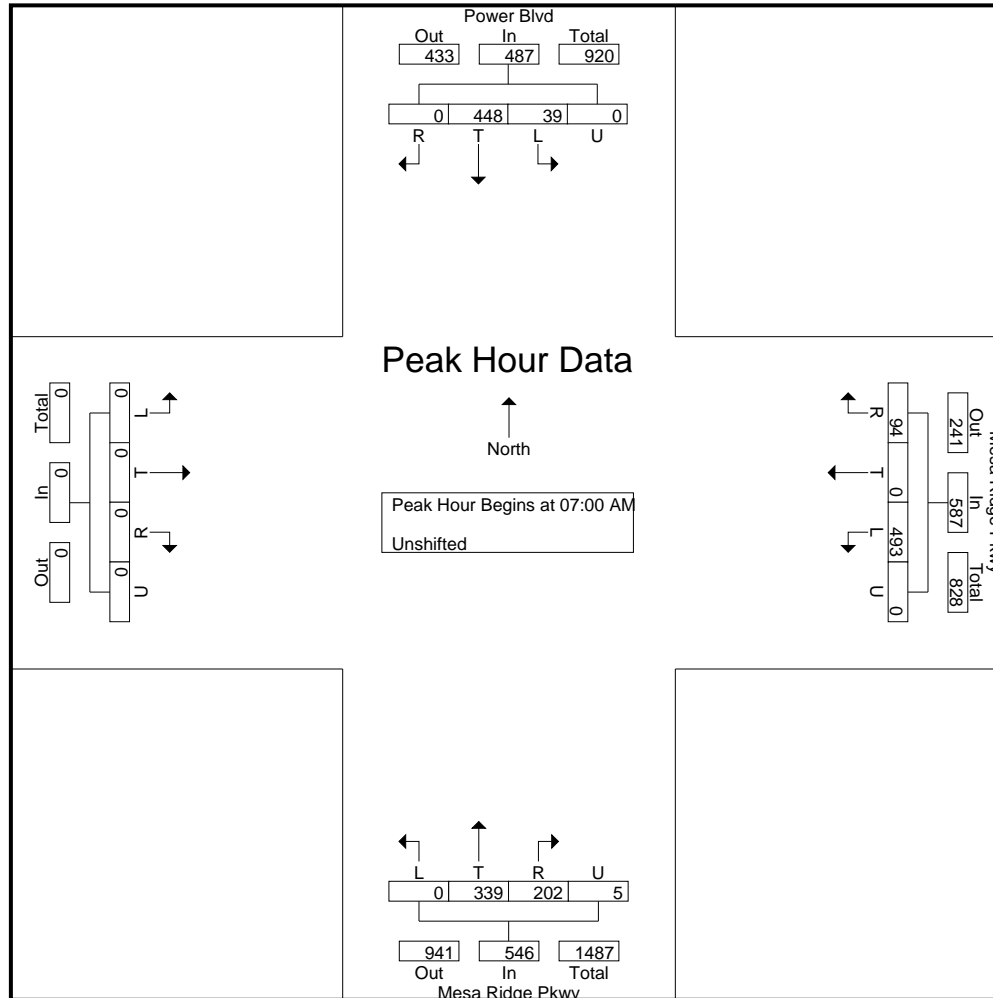 Power Blvd
Out In Total
433 487 920
0 448 39 0
R T L U
Peak Hour Data
North
Peak Hour Begins at 07:00 AM
Unshifted
Total In Out
0 0 0
0 0 0 0
L T R U
R T L U
94 0 493 0
Out In Total
241 587 828
Mesa Ridge Pkwy
L T R U
0 339 202 5
941 546 1487
Out In Total
Mesa Ridge Pkwy